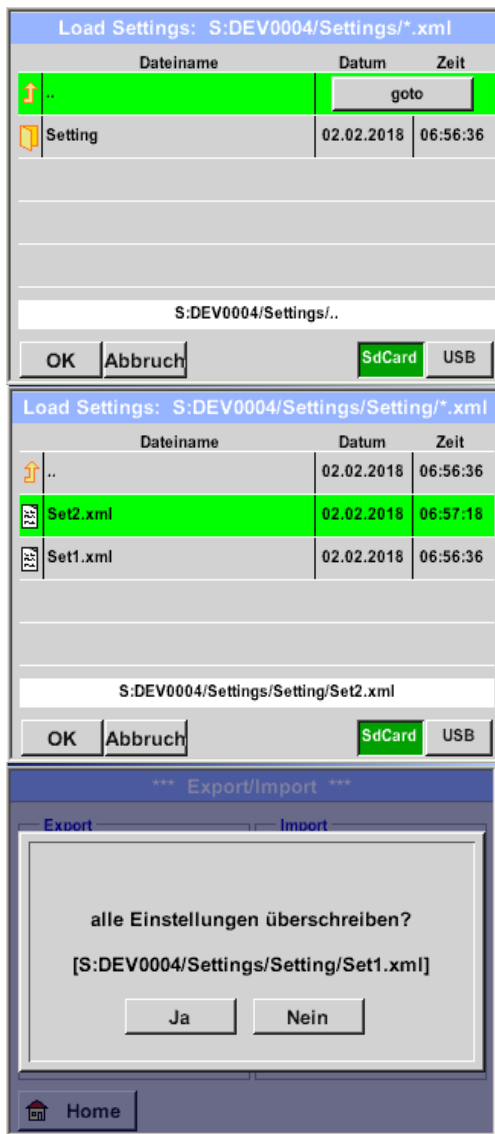 Load Settings: S:DEV0004/Settings/*.xml
Dateiname Datum Zeit
.. goto
Setting 02.02.2018 06:56:36
S:DEV0004/Settings/..
OK Abbruch SdCard USB
Load Settings: S:DEV0004/Settings/Setting/*.xml
Dateiname Datum Zeit
.. 02.02.2018 06:56:36
Set2.xml 02.02.2018 06:57:18
Set1.xml 02.02.2018 06:56:36
S:DEV0004/Settings/Setting/Set2.xml
OK Abbruch SdCard USB
*** Export/Import ***
Export Import
alle Einstellungen überschreiben?
[S:DEV0004/Settings/Setting/Set1.xml]
Ja Nein
Home